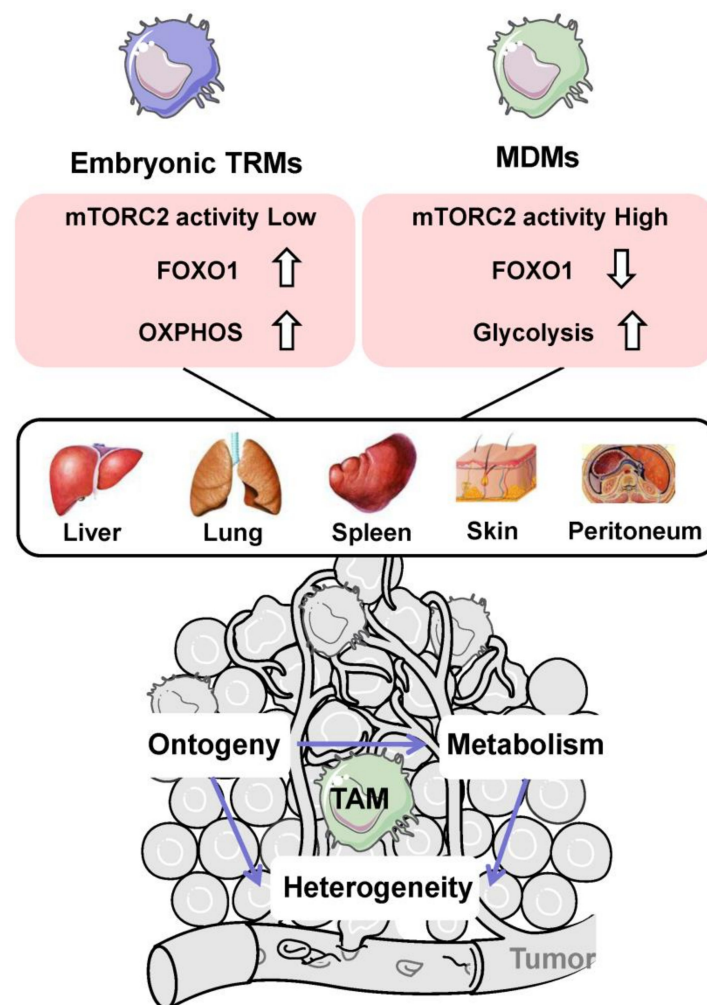 Embryonic TRMs
MDMs
mTORC2 activity Low
FOXO1
OXPHOS
mTORC2 activity High
FOXO1
Glycolysis
Liver
Lung
Spleen
Skin
Peritoneum
Ontogeny
Metabolism
TAM
Heterogeneity
Tumor